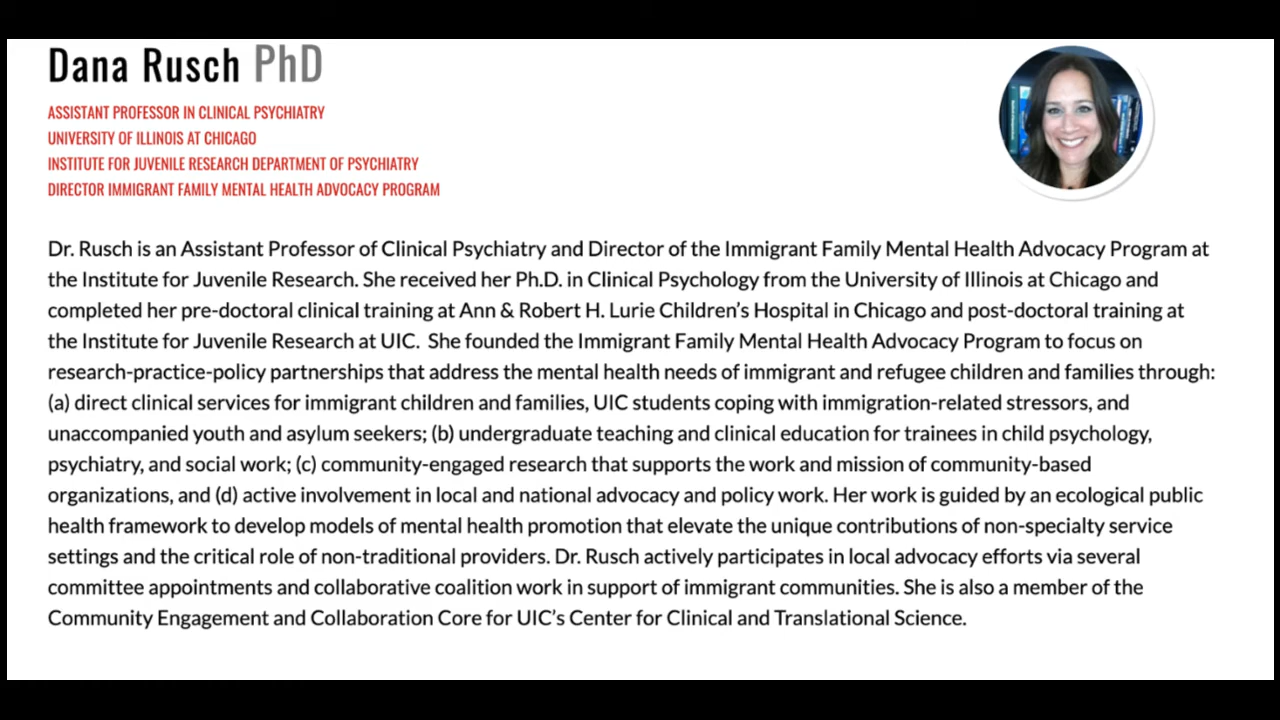 Dana Rusch PhD
ASSISTANT PROFESSOR IN CLINICAL PSYCHIATRY
UNIVERSITY OF ILLINOIS AT CHICAGO
INSTITUTE FOR JUVENILE RESEARCH DEPARTMENT OF PSYCHIATRY
DIRECTOR IMMIGRANT FAMILY MENTAL HEALTH ADVOCACY PROGRAM
Dr. Rusch is an Assistant Professor of Clinical Psychiatry and Director of the Immigrant Family Mental Health Advocacy Program at
the Institute for Juvenile Research. She received her Ph.D. in Clinical Psychology from the University of Illinois at Chicago and
completed her pre-doctoral clinical training at Ann & Robert H. Lurie Children’s Hospital in Chicago and post-doctoral training at
the Institute for Juvenile Research at UIC.  She founded the Immigrant Family Mental Health Advocacy Program to focus on
research-practice-policy partnerships that address the mental health needs of immigrant and refugee children and families through:
(a) direct clinical services for immigrant children and families, UIC students coping with immigration-related stressors, and
unaccompanied youth and asylum seekers; (b) undergraduate teaching and clinical education for trainees in child psychology,
psychiatry, and social work; (c) community-engaged research that supports the work and mission of community-based
organizations, and (d) active involvement in local and national advocacy and policy work. Her work is guided by an ecological public
health framework to develop models of mental health promotion that elevate the unique contributions of non-specialty service
settings and the critical role of non-traditional providers. Dr. Rusch actively participates in local advocacy efforts via several
committee appointments and collaborative coalition work in support of immigrant communities. She is also a member of the
Community Engagement and Collaboration Core for UIC’s Center for Clinical and Translational Science.